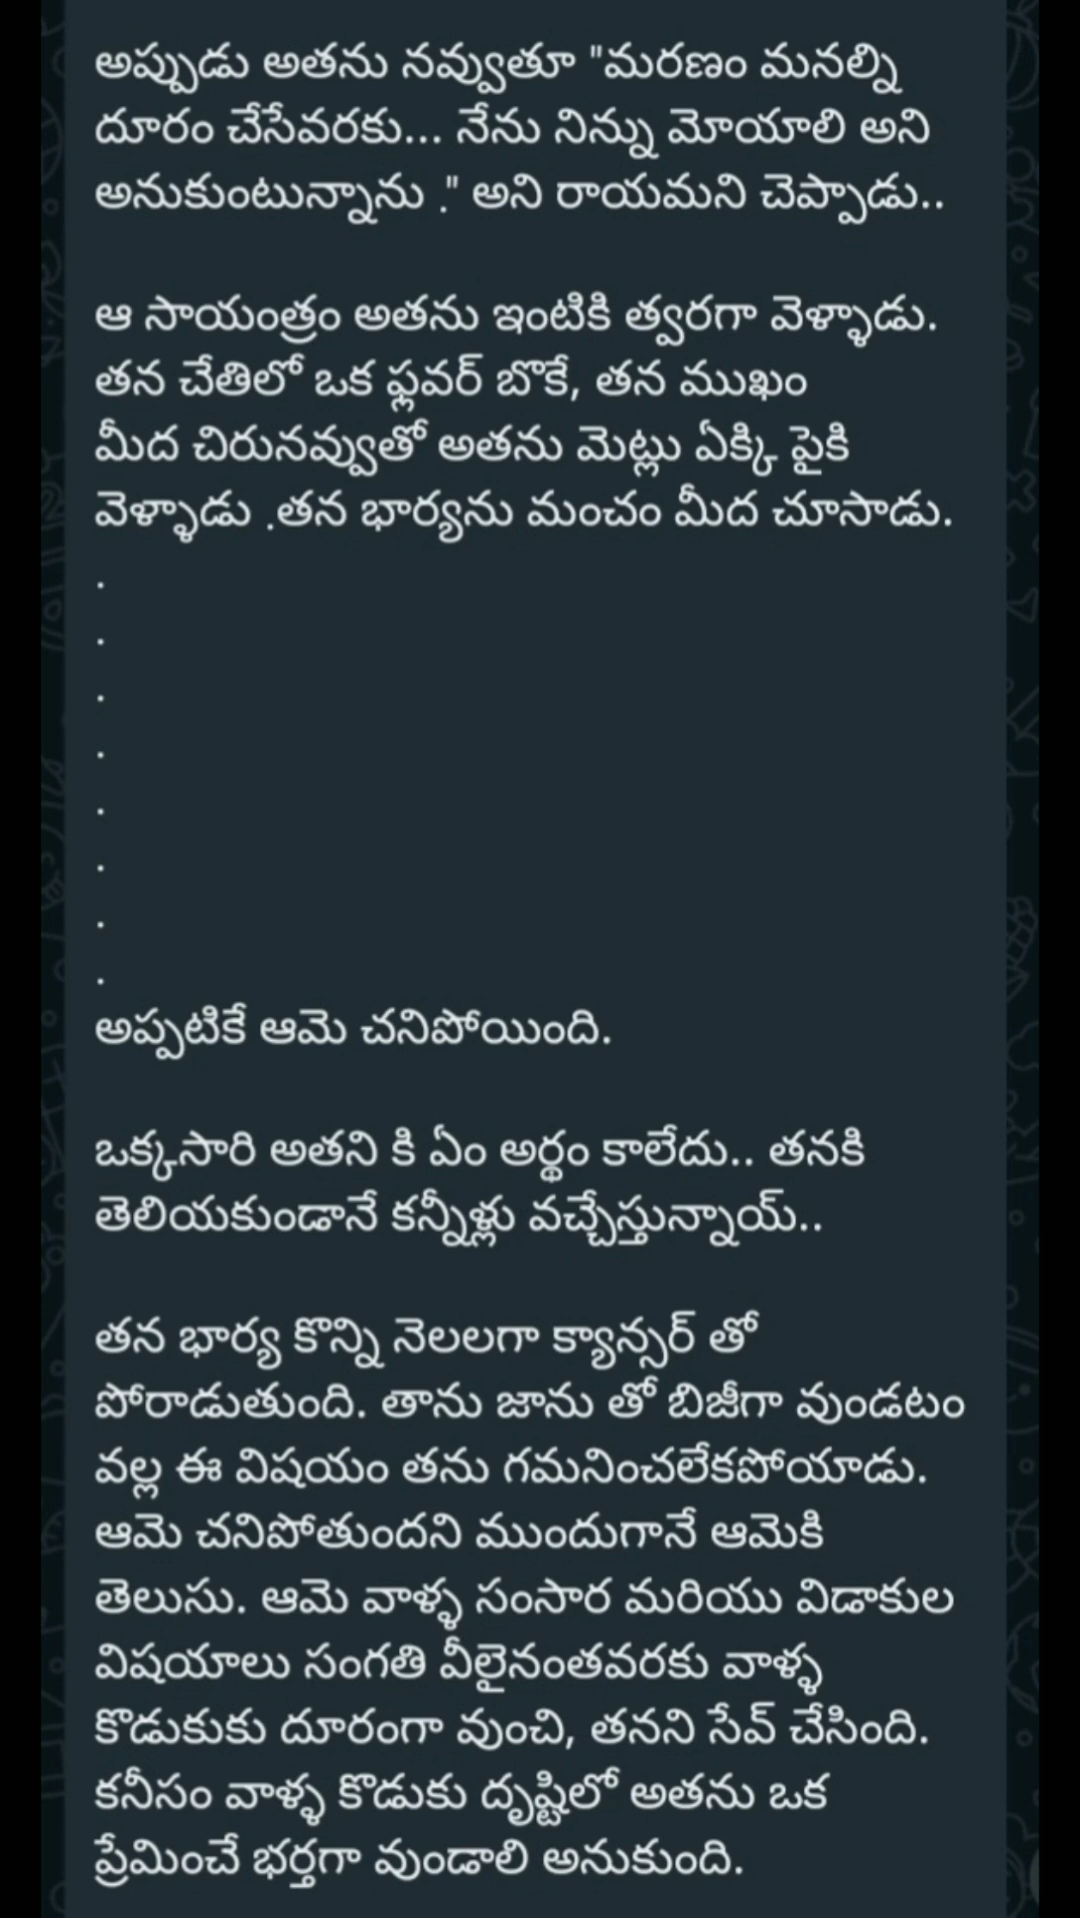 అప్పుడు అతను నవ్వుతూ "మరణం మనల్ని
దూరం చేసేవరకు... నేను నిన్ను మోయాలి అని
అనుకుంటున్నాను ." అని రాయమని చెప్పాడు..
ఆ సాయంత్రం అతను ఇంటికి త్వరగా వెళ్ళాడు.
తన చేతిలో ఒక ఫ్లవర్ బొకే, తన ముఖం
మీద చిరునవ్వుతో అతను మెట్లు ఏక్కి పైకి
వెళ్ళాడు .తన భార్యను మంచం మీద చూసాడు.
.
.
.
.
.
.
.
.
అప్పటికే ఆమె చనిపోయింది.
ఒక్కసారి అతని కి ఏం అర్థం కాలేదు.. తనకి
తెలియకుండానే కన్నీళ్లు వచ్చేస్తున్నాయ్..
తన భార్య కొన్ని నెలలగా క్యాన్సర్ తో
పోరాడుతుంది. తాను జాను తో బిజీగా వుండటం
వల్ల ఈ విషయం తను గమనించలేకపోయాడు.
ఆమె చనిపోతుందని ముందుగానే ఆమెకి
తెలుసు. ఆమె వాళ్ళ సంసార మరియు విడాకుల
విషయాలు సంగతి వీలైనంతవరకు వాళ్ళ
కొడుకుకు దూరంగా వుంచి, తనని సేవ్ చేసింది.
కనీసం వాళ్ళ కొడుకు దృష్టిలో అతను ఒక
ప్రేమించే భర్తగా వుండాలి అనుకుంది.